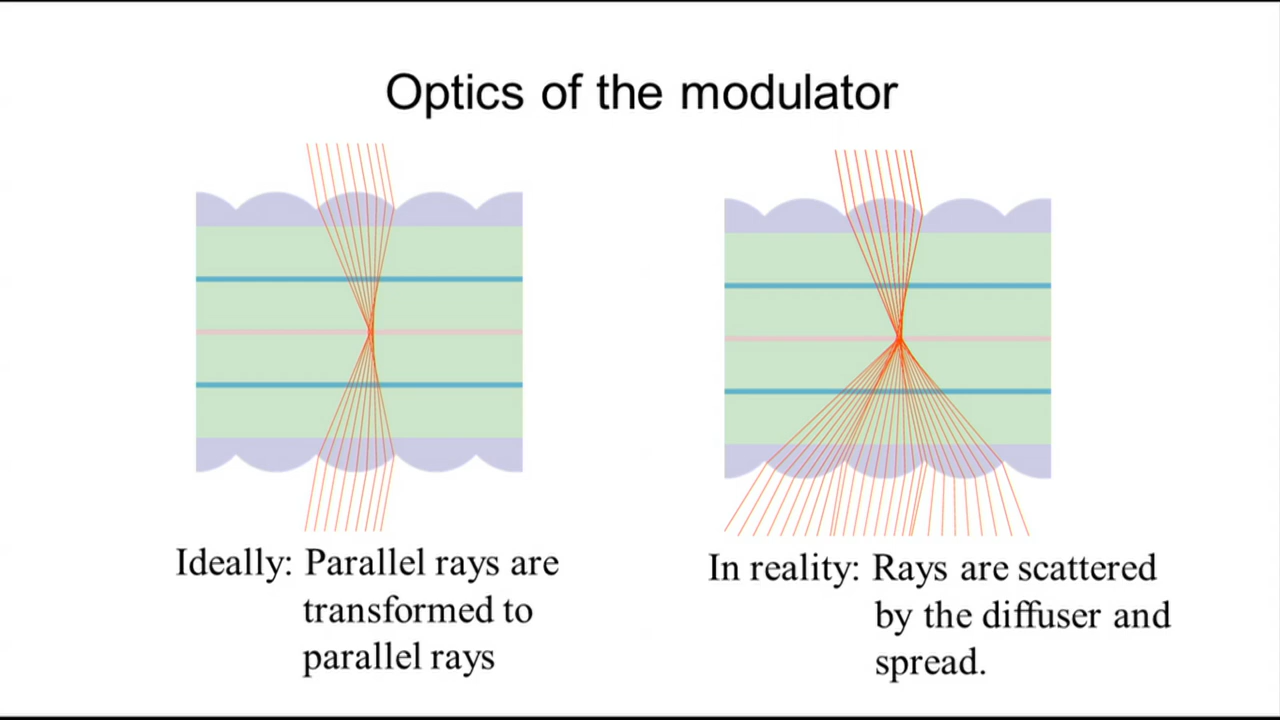 Optics of the modulator
Ideally: Parallel rays are
transformed to
parallel rays
In reality: Rays are scattered
by the diffuser and
spread.